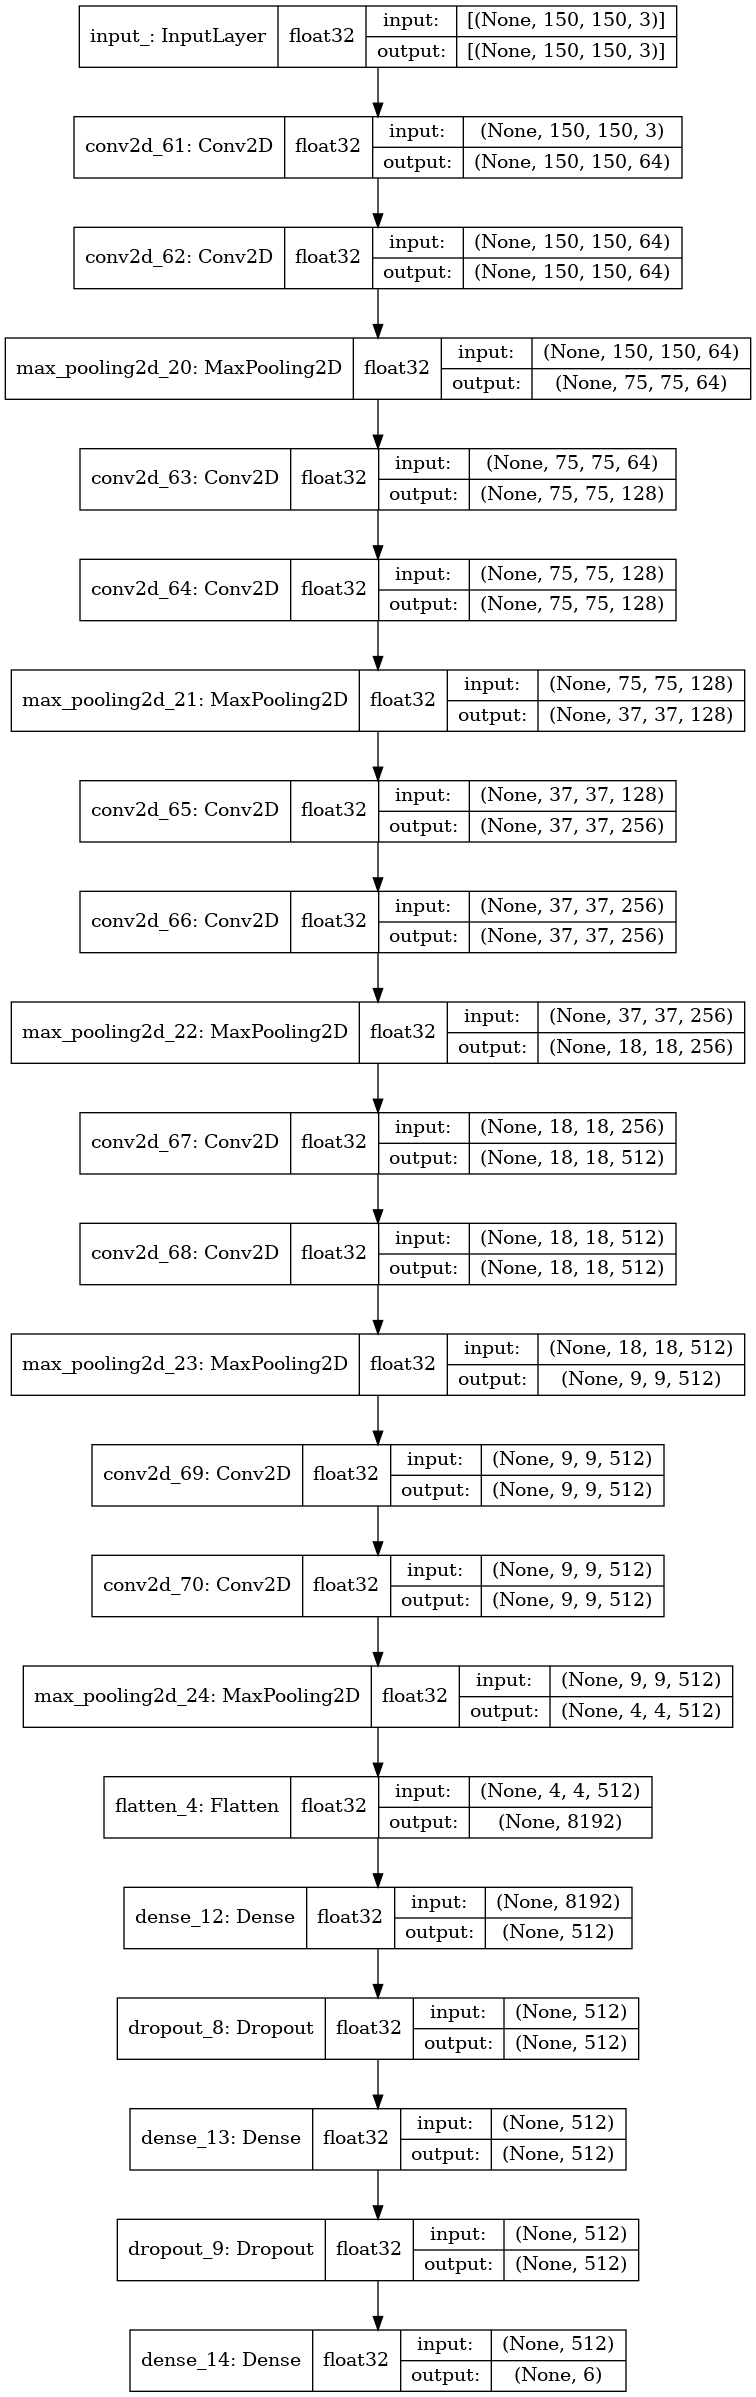 input_: InputLayer float32 input: [(None, 150, 150, 3)]
output: [(None, 150, 150, 3)]
conv2d_61: Conv2D float32 input: (None, 150, 150, 3)
output: (None, 150, 150, 64)
conv2d_62: Conv2D float32 input: (None, 150, 150, 64)
output: (None, 150, 150, 64)
max_pooling2d_20: MaxPooling2D float32 input: (None, 150, 150, 64)
output: (None, 75, 75, 64)
conv2d_63: Conv2D float32 input: (None, 75, 75, 64)
output: (None, 75, 75, 128)
conv2d_64: Conv2D float32 input: (None, 75, 75, 128)
output: (None, 75, 75, 128)
max_pooling2d_21: MaxPooling2D float32 input: (None, 75, 75, 128)
output: (None, 37, 37, 128)
conv2d_65: Conv2D float32 input: (None, 37, 37, 128)
output: (None, 37, 37, 256)
conv2d_66: Conv2D float32 input: (None, 37, 37, 256)
output: (None, 37, 37, 256)
max_pooling2d_22: MaxPooling2D float32 input: (None, 37, 37, 256)
output: (None, 18, 18, 256)
conv2d_67: Conv2D float32 input: (None, 18, 18, 256)
output: (None, 18, 18, 512)
conv2d_68: Conv2D float32 input: (None, 18, 18, 512)
output: (None, 18, 18, 512)
max_pooling2d_23: MaxPooling2D float32 input: (None, 18, 18, 512)
output: (None, 9, 9, 512)
conv2d_69: Conv2D float32 input: (None, 9, 9, 512)
output: (None, 9, 9, 512)
conv2d_70: Conv2D float32 input: (None, 9, 9, 512)
output: (None, 9, 9, 512)
max_pooling2d_24: MaxPooling2D float32 input: (None, 9, 9, 512)
output: (None, 4, 4, 512)
flatten_4: Flatten float32 input: (None, 4, 4, 512)
output: (None, 8192)
dense_12: Dense float32 input: (None, 8192)
output: (None, 512)
dropout_8: Dropout float32 input: (None, 512)
output: (None, 512)
dense_13: Dense float32 input: (None, 512)
output: (None, 512)
dropout_9: Dropout float32 input: (None, 512)
output: (None, 512)
dense_14: Dense float32 input: (None, 512)
output: (None, 6)